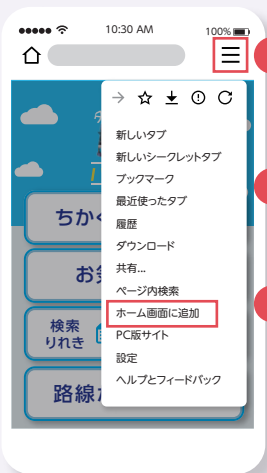 10:30 AM
100%
新しいタブ
新しいシークレットタブ
ブックマーク
最近使ったタブ
履歴
ダウンロード
共有...
ページ内検索
ホーム画面に追加
PC版サイト
設定
ヘルプとフィードバック
ちか
お
検索
りれき
路線